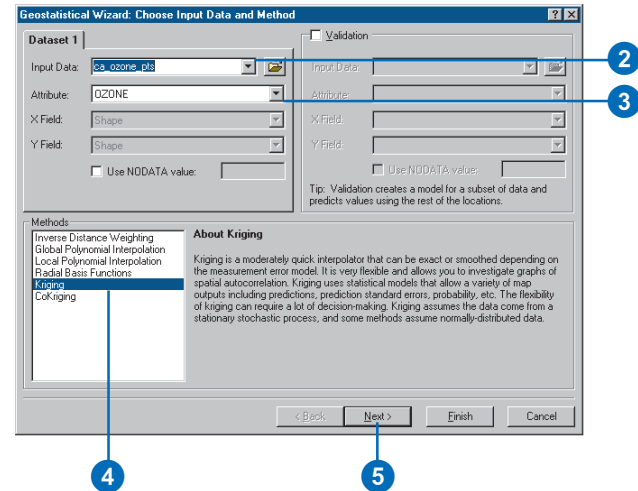 Geostatistical Wizard: Choose Input Data and Method
Dataset 1
Input Data: ca_ozone_pts
Attribute: OZONE
X Field: Shape
Y Field: Shape
Use NODATA value:
Validation
Input Data:
Attribute:
X Field:
Y Field:
Use NODATA value:
Tip: Validation creates a model for a subset of data and
predicts values using the rest of the locations.
2
3
Methods
Inverse Distance Weighting
Global Polynomial Interpolation
Local Polynomial Interpolation
Radial Basis Functions
Kriging
CoKriging
About Kriging
Kriging is a moderately quick interpolator that can be exact or smoothed depending on
the measurement error model. It is very flexible and allows you to investigate graphs of
spatial autocorrelation. Kriging uses statistical models that allow a variety of map
outputs including predictions, prediction standard errors, probability, etc. The flexibility
of kriging can require a lot of decision-making. Kriging assumes the data come from a
stationary stochastic process, and some methods assume normally-distributed data.
< Back
Next >
Finish
Cancel
4
5